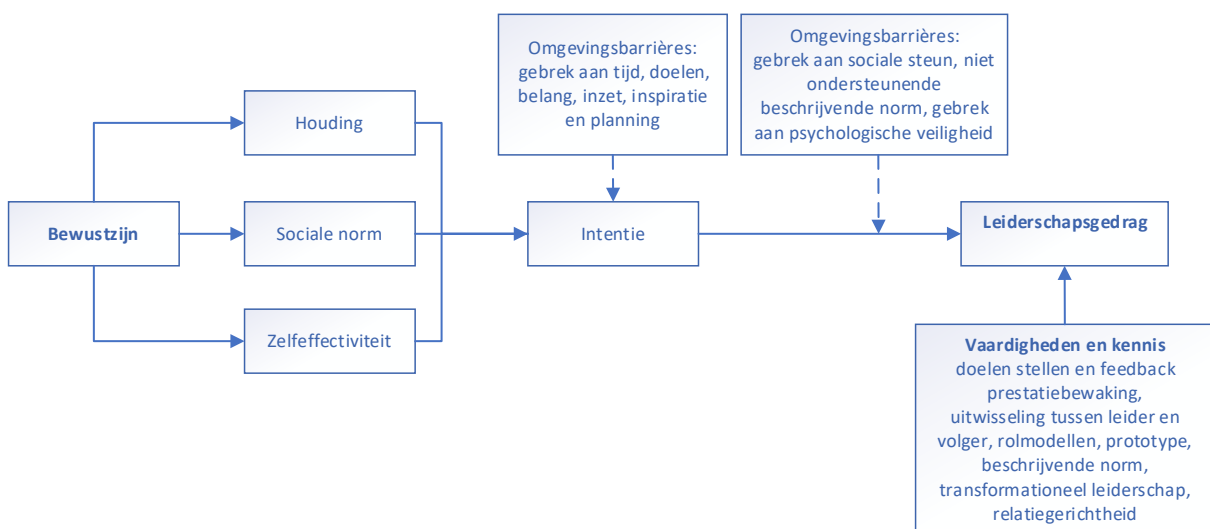 Omgevingsbarrières:
gebrek aan tijd, doelen,
belang, inzet, inspiratie
en planning
Omgevingsbarrières:
gebrek aan sociale steun, niet
ondersteunende
beschrijvende norm, gebrek
aan psychologische veiligheid
Houding
Bewustzijn
Sociale norm
Intentie
Leiderschapsgedrag
Zelfeffectiviteit
Vaardigheden en kennis
doelen stellen en feedback
prestatiebewaking,
uitwisseling tussen leider en
volger, rolmodellen, prototype,
beschrijvende norm,
transformationeel leiderschap,
relatiegerichtheid